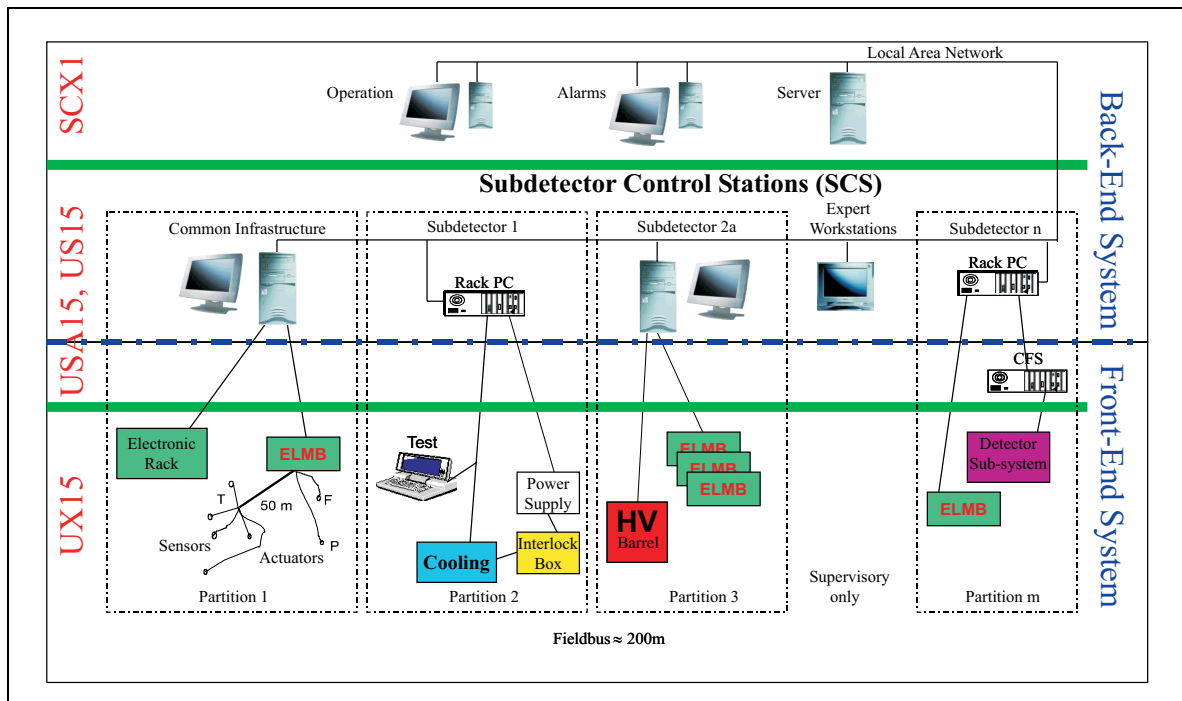 SCX1
Local Area Network
Operation
Alarms
Server
Back-End System
Subdetector Control Stations (SCS)
USA15, US15
Common Infrastructure
Subdetector 1
Subdetector 2a
Expert
Workstations
Subdetector n
Rack PC
Rack PC
CFS
Front-End System
UX15
Electronic
Rack
ELMB
T
50 m
F
Sensors
Actuators
P
Test
Power
Supply
Cooling
Interlock
Box
ELMB
ELMB
ELMB
HV
Barrel
Detector
Sub-system
ELMB
Supervisory
only
Partition 1
Partition 2
Partition 3
Partition m
Fieldbus ≈ 200m